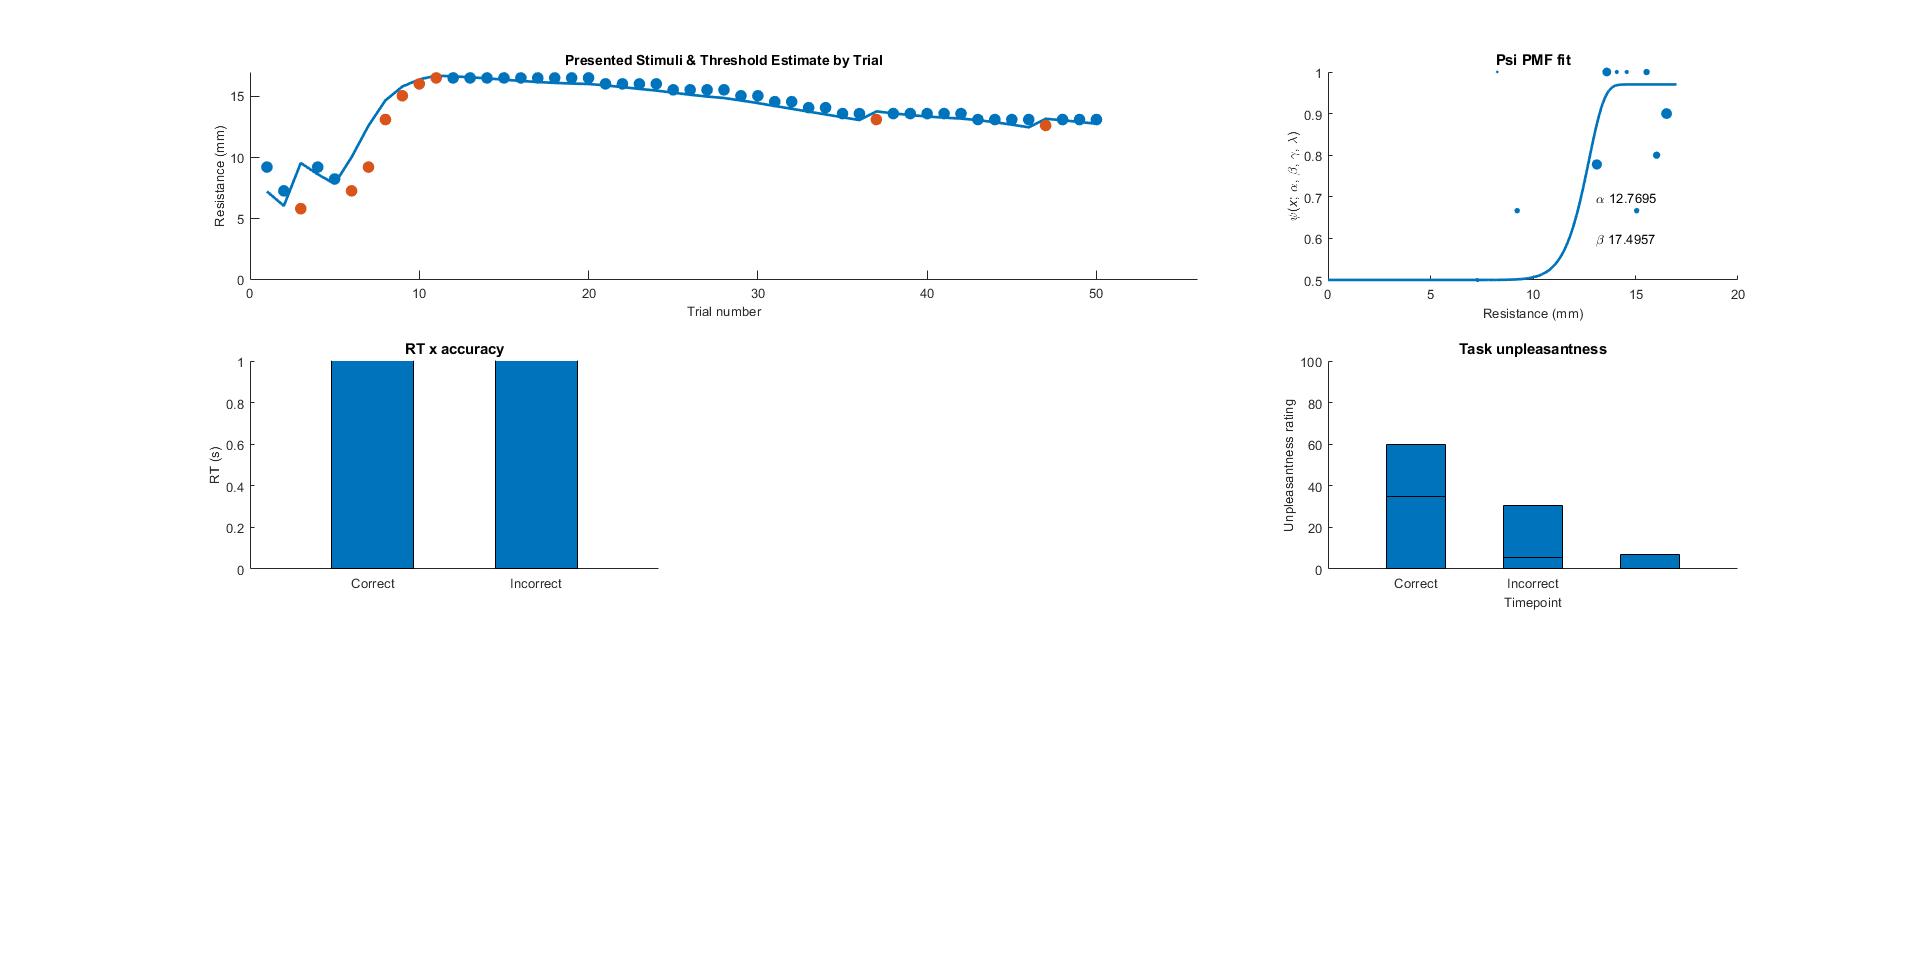 Presented Stimuli & Threshold Estimate by Trial
Resistance (mm)
15
10
5
0
0 10 20 30 40 50
Trial number
Psi PMF fit
ψ(x; α, β, γ, λ)
1
0.9
0.8
0.7
0.6
0.5
α 12.7695
β 17.4957
0 5 10 15 20
Resistance (mm)
RT x accuracy
RT (s)
1
0.8
0.6
0.4
0.2
0
Correct Incorrect
Task unpleasantness
Unpleasantness rating
100
80
60
40
20
0
Correct Incorrect
Timepoint